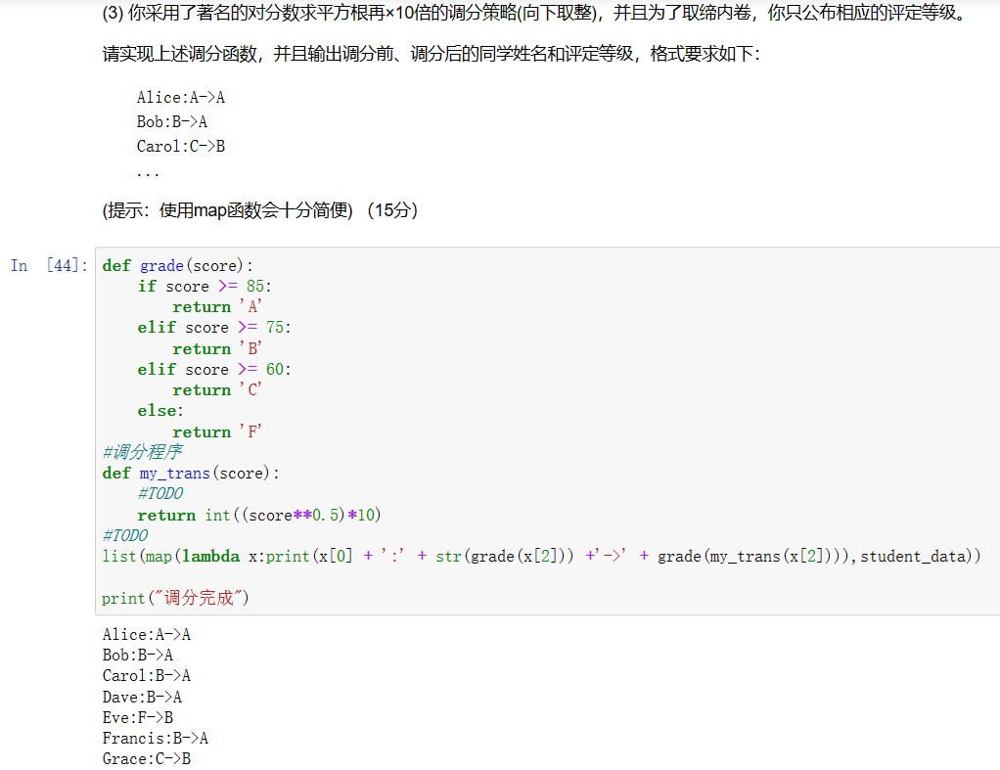 (3) 你采用了著名的对分数求平方根再×10倍的调分策略(向下取整)，并且为了取缔内卷，你只公布相应的评定等级。
请实现上述调分函数，并且输出调分前、调分后的同学姓名和评定等级，格式要求如下：
Alice:A->A
Bob:B->A
Carol:C->B
...
(提示：使用map函数会十分简便) （15分）
In [44]:
def grade(score):
    if score >= 85:
        return 'A'
    elif score >= 75:
        return 'B'
    elif score >= 60:
        return 'C'
    else:
        return 'F'
#调分程序
def my_trans(score):
    #TODO
    return int((score**0.5)*10)
#TODO
list(map(lambda x:print(x[0] + ':' + str(grade(x[2])) +'->' + grade(my_trans(x[2]))),student_data))
print("调分完成")
Alice:A->A
Bob:B->A
Carol:B->A
Dave:B->A
Eve:F->B
Francis:B->A
Grace:C->B